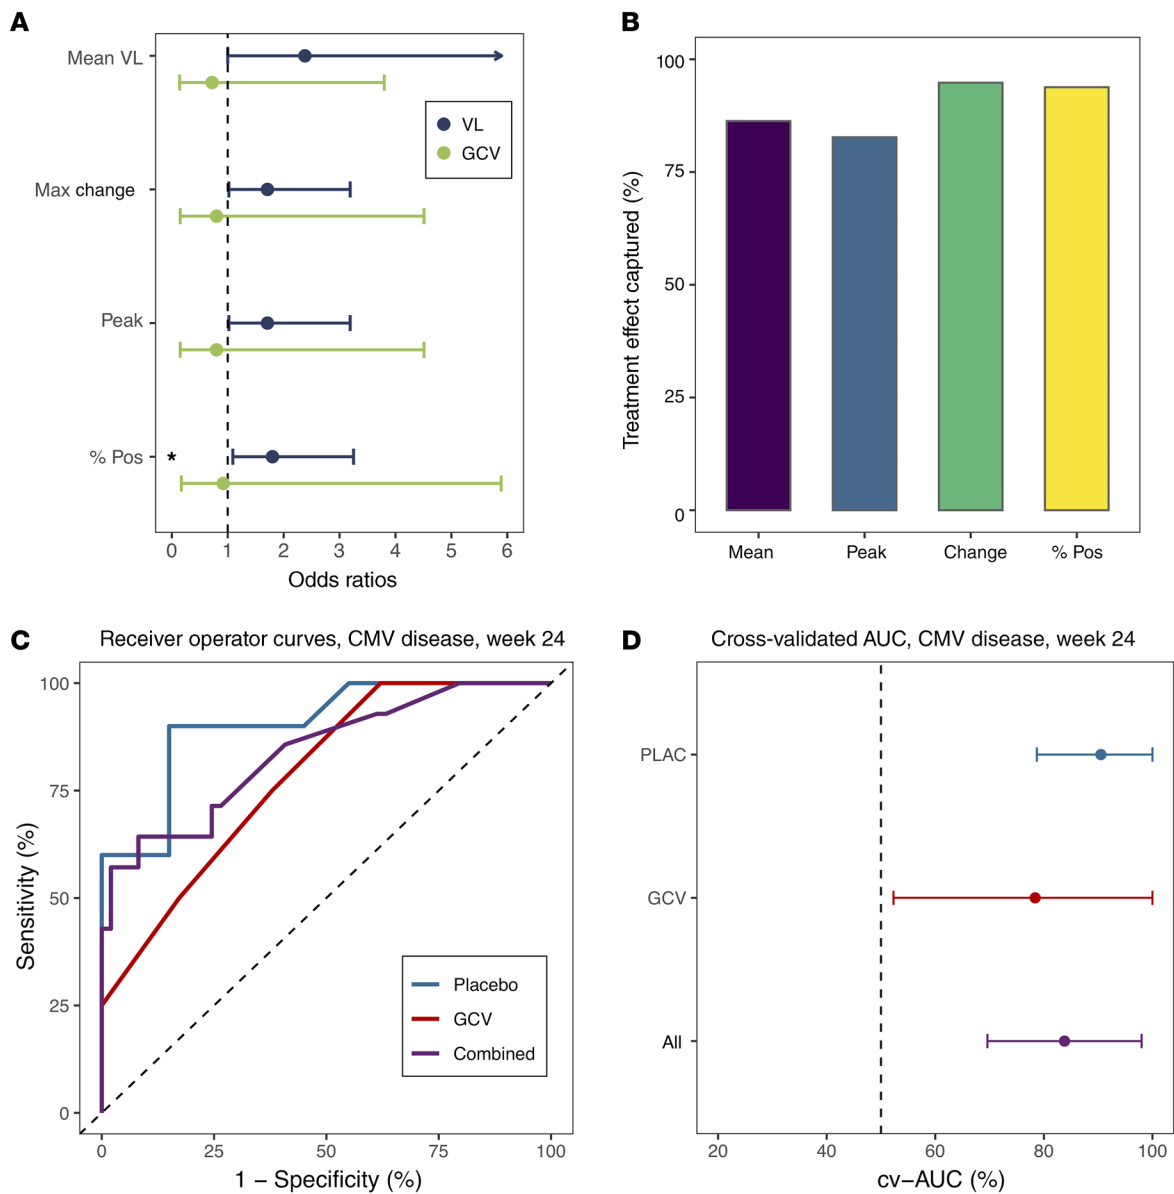 A
Mean VL
Max change
Peak
% Pos
*
VL
GCV
0 1 2 3 4 5 6
Odds ratios
B
Treatment effect captured (%)
100
75
50
25
0
Mean Peak Change % Pos
C
Receiver operator curves, CMV disease, week 24
Sensitivity (%)
100
75
50
25
0
Placebo
GCV
Combined
0 25 50 75 100
1 – Specificity (%)
D
Cross-validated AUC, CMV disease, week 24
PLAC
GCV
All
20 40 60 80 100
cv–AUC (%)